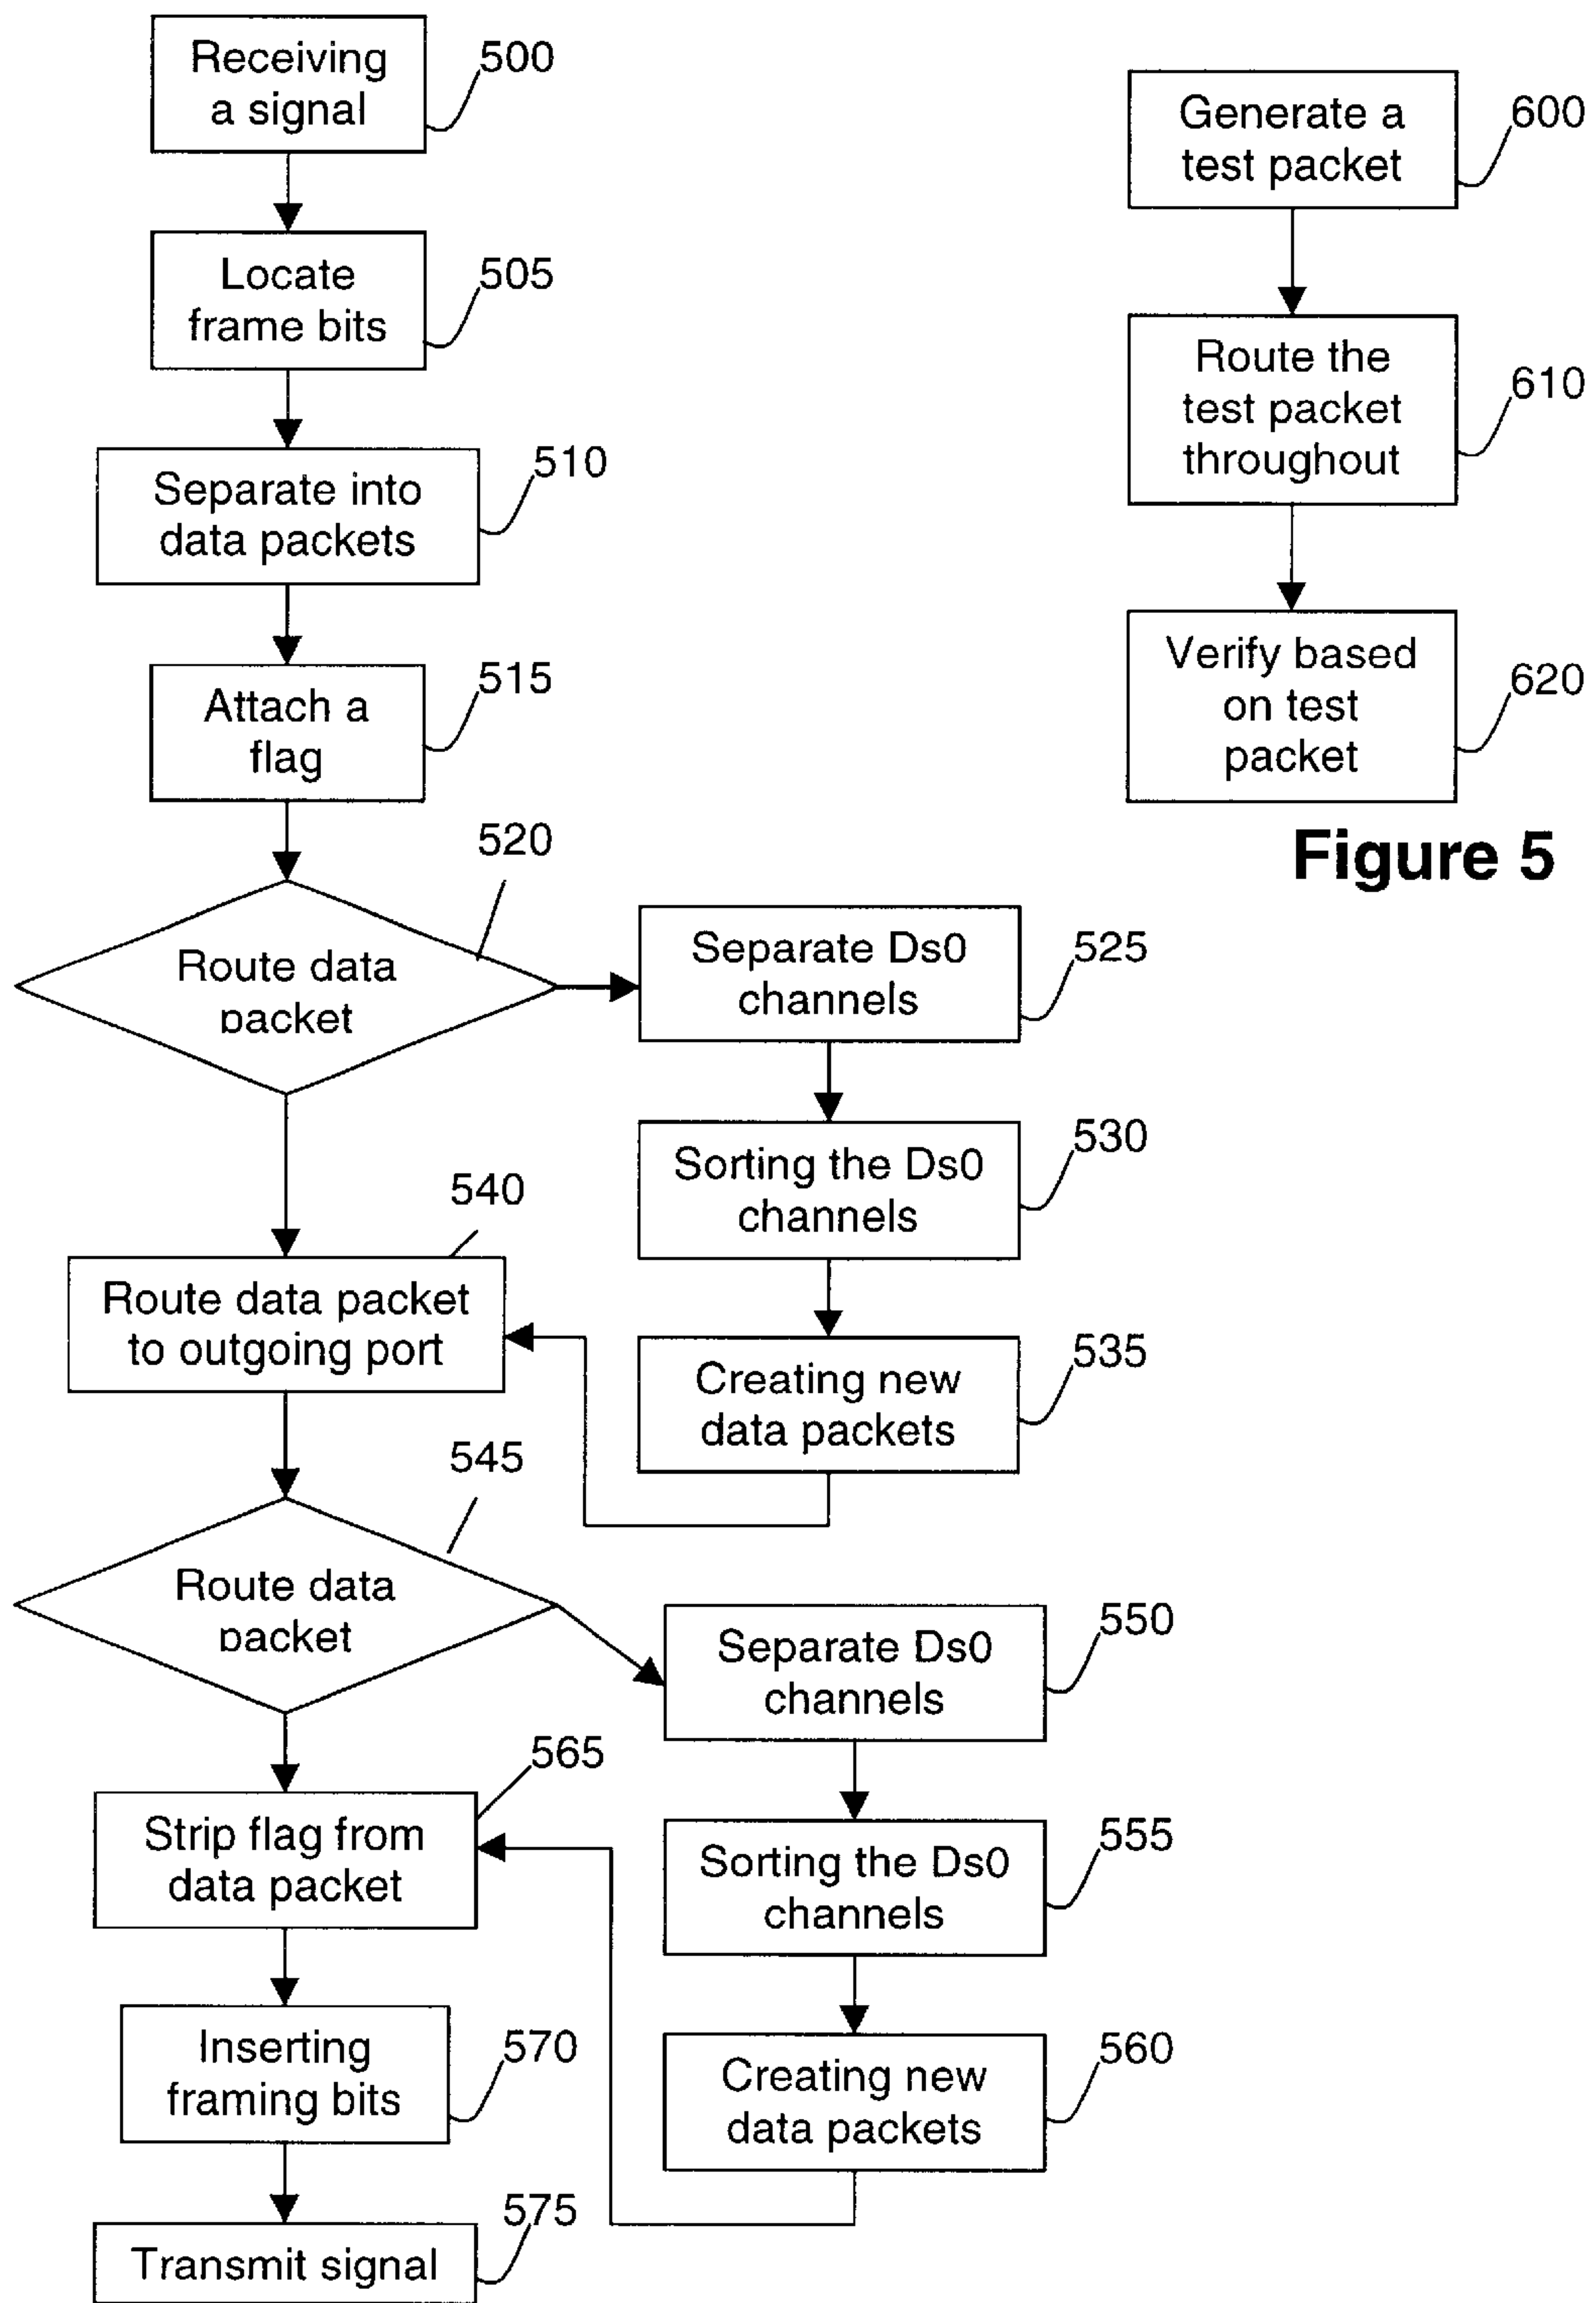 Receiving
a signal
500
Locate
frame bits
505
Separate into
data packets
510
Attach a
flag
515
520
Route data
packet
Separate Ds0
channels
525
Sorting the Ds0
channels
530
Creating new
data packets
535
540
Route data packet
to outgoing port
545
Route data
packet
Separate Ds0
channels
550
Sorting the Ds0
channels
555
Creating new
data packets
560
565
Strip flag from
data packet
Inserting
framing bits
570
Transmit signal
575
Generate a
test packet
600
Route the
test packet
throughout
610
Verify based
on test
packet
620
Figure 5